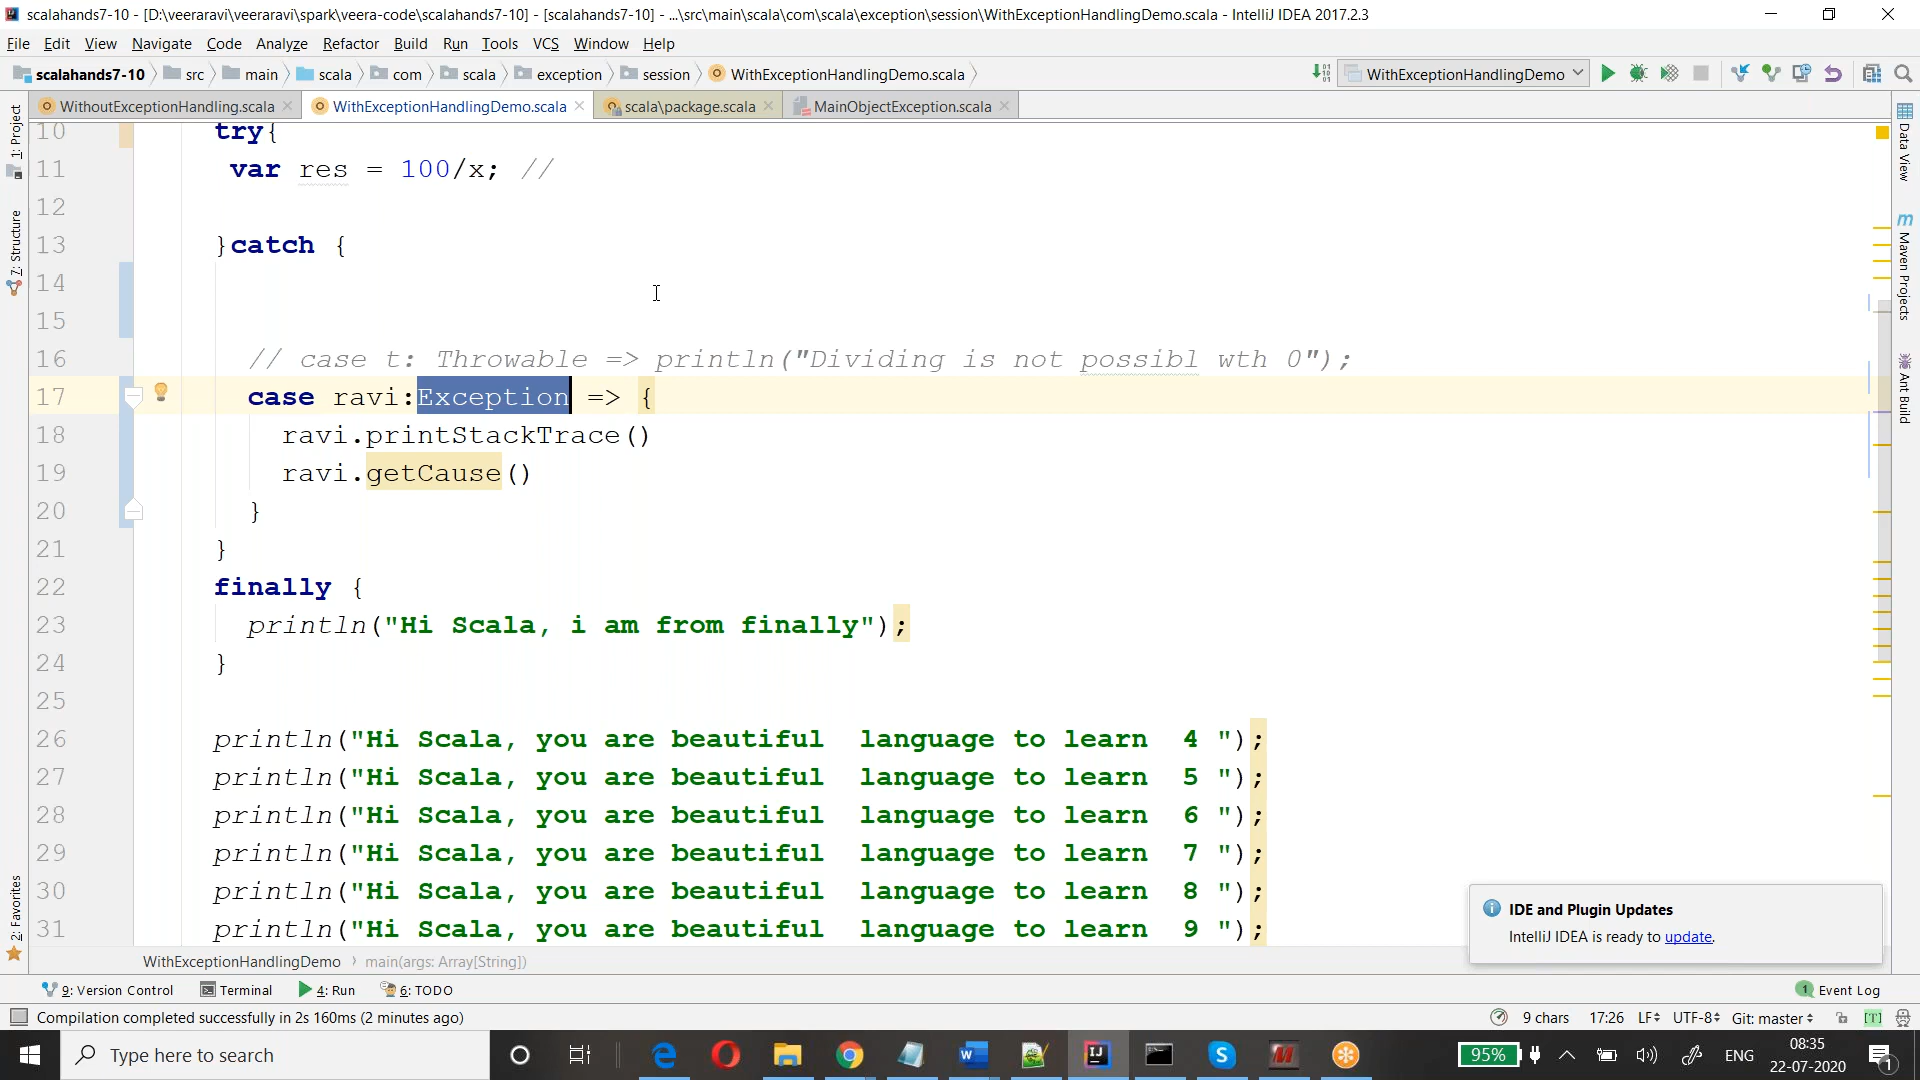 scalahands7-10 - [D:\veeraravi\veeraravi\spark\veera-code\scalahands7-10] - [scalahands7-10] - ...\src\main\scala\com\scala\exception\session\WithExceptionHandlingDemo.scala - IntelliJ IDEA 2017.2.3
File Edit View Navigate Code Analyze Refactor Build Run Tools VCS Window Help
scalahands7-10 src main scala com scala exception session WithExceptionHandlingDemo.scala WithExceptionHandlingDemo
WithoutExceptionHandling.scala WithExceptionHandlingDemo.scala scala\package.scala MainObjectException.scala
1: Project
7: Structure
2: Favorites
10 try{
11 var res = 100/x; //
12
13 }catch {
14
15
16 // case t: Throwable => println("Dividing is not possibl wth 0");
17 case ravi:Exception => {
18 ravi.printStackTrace()
19 ravi.getCause()
20 }
21 }
22 finally {
23 println("Hi Scala, i am from finally");
24 }
25
26 println("Hi Scala, you are beautiful  language to learn  4 ");
27 println("Hi Scala, you are beautiful  language to learn  5 ");
28 println("Hi Scala, you are beautiful  language to learn  6 ");
29 println("Hi Scala, you are beautiful  language to learn  7 ");
30 println("Hi Scala, you are beautiful  language to learn  8 ");
31 println("Hi Scala, you are beautiful  language to learn  9 ");
Data View
Maven Projects
Ant Build
IDE and Plugin Updates
IntelliJ IDEA is ready to update.
WithExceptionHandlingDemo main(args: Array[String])
9: Version Control Terminal 4: Run 6: TODO 1 Event Log
Compilation completed successfully in 2s 160ms (2 minutes ago) 9 chars 17:26 LF UTF-8 Git: master [T]
Type here to search 95% ENG 08:35
22-07-2020 1